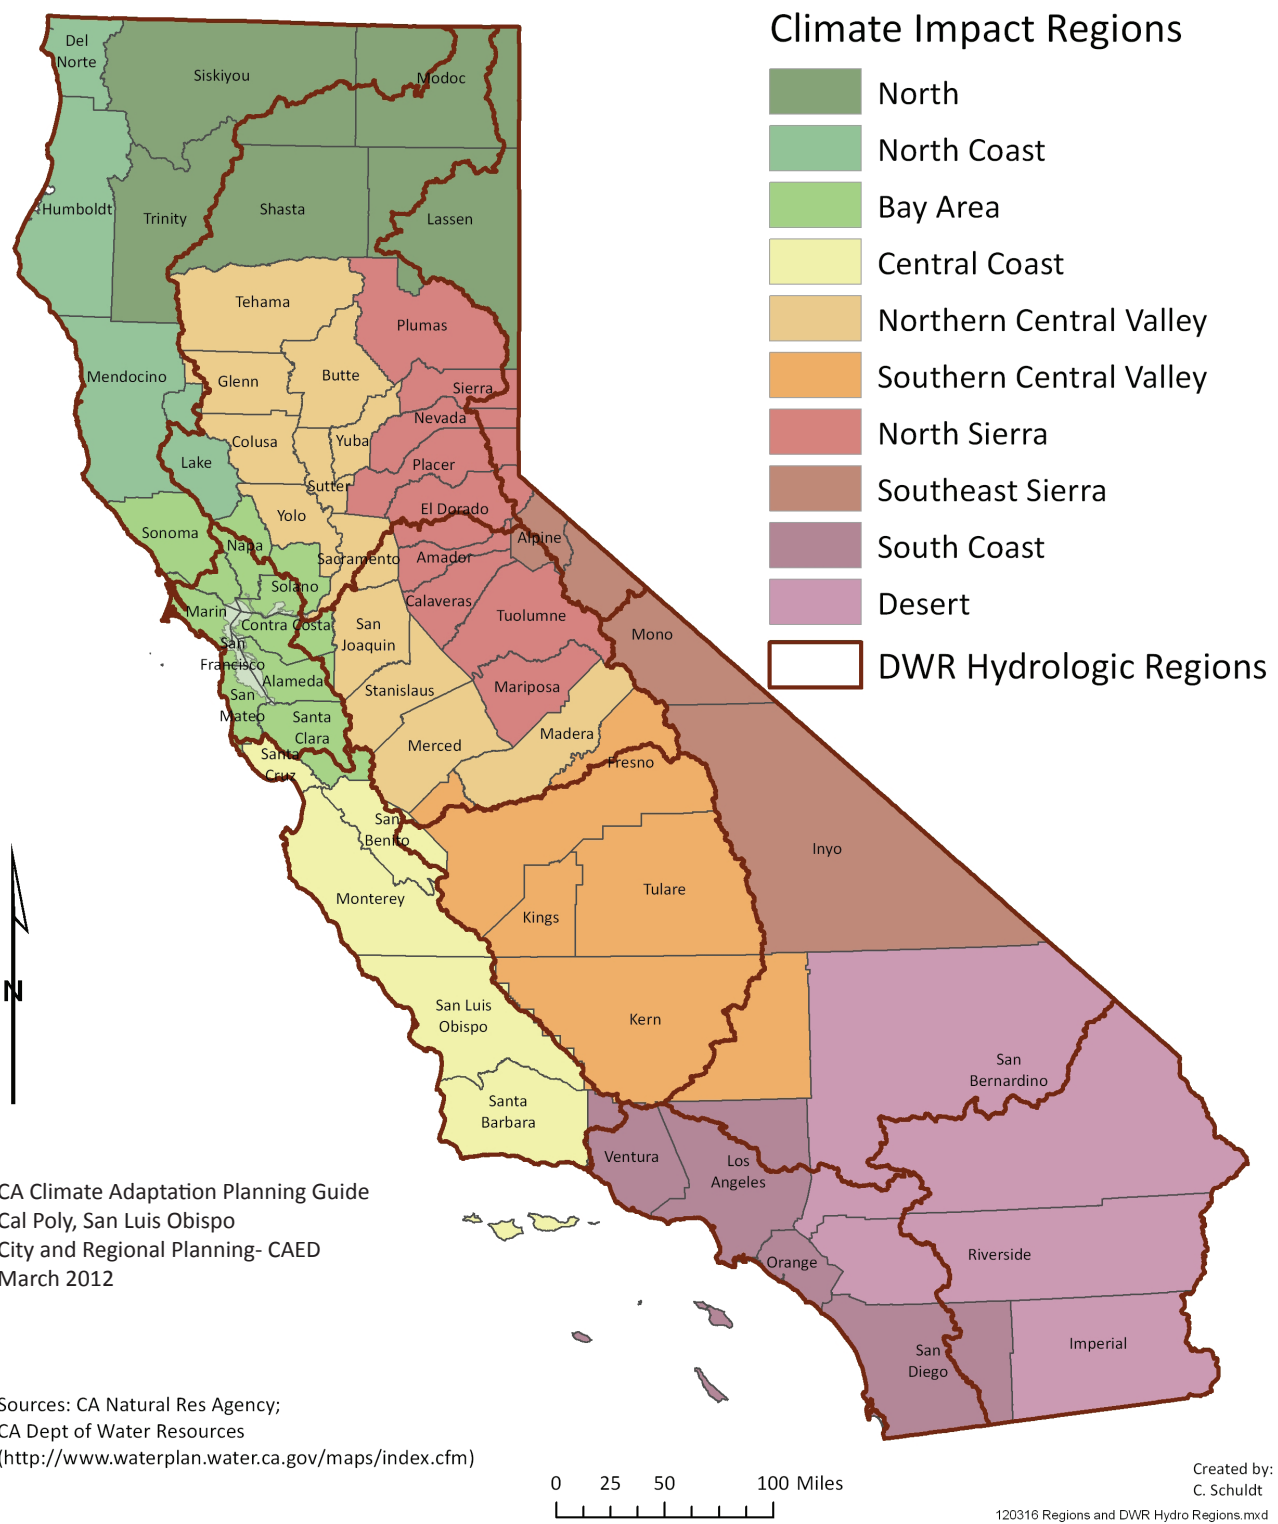 Climate Impact Regions
North
North Coast
Bay Area
Central Coast
Northern Central Valley
Southern Central Valley
North Sierra
Southeast Sierra
South Coast
Desert
DWR Hydrologic Regions
Del
Norte
Siskiyou
Modoc
Humboldt
Trinity
Shasta
Lassen
Tehama
Plumas
Mendocino
Glenn
Butte
Sierra
Nevada
Colusa
Yuba
Lake
Placer
Sutter
El Dorado
Yolo
Sonoma
Napa
Sacramento
Amador
Alpine
Solano
Marin
Calaveras
Contra Costa
San
Joaquin
Tuolumne
Mono
San
Francisco
Alameda
Stanislaus
Mariposa
San
Mateo
Santa
Clara
Merced
Madera
Santa
Cruz
Fresno
San
Benito
Inyo
Monterey
Kings
Tulare
San Luis
Obispo
Kern
San
Bernardino
Santa
Barbara
Ventura
Los
Angeles
Orange
Riverside
San
Diego
Imperial
N
CA Climate Adaptation Planning Guide
Cal Poly, San Luis Obispo
City and Regional Planning- CAED
March 2012
Sources: CA Natural Res Agency;
CA Dept of Water Resources
(http://www.waterplan.water.ca.gov/maps/index.cfm)
0 25 50 100 Miles
Created by:
C. Schuldt
120316 Regions and DWR Hydro Regions.mxd